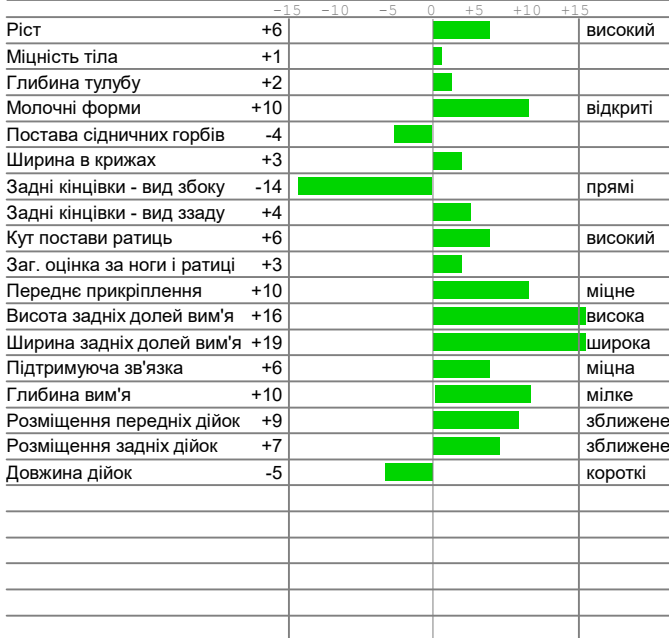 -15 -10 -5 0 +5 +10 +15
Ріст +6 високий
Міцність тіла +1
Глибина тулубу +2
Молочні форми +10 відкриті
Постава сідничних горбів -4
Ширина в крижах +3
Задні кінцівки - вид збоку -14 прямі
Задні кінцівки - вид ззаду +4
Кут постави ратиць +6 високий
Заг. оцінка за ноги і ратиці +3
Переднє прикріплення +10 міцне
Висота задніх долей вим'я +16 висока
Ширина задніх долей вим'я +19 широка
Підтримуюча зв'язка +6 міцна
Глибина вим'я +10 мілке
Розміщення передніх дійок +9 зближене
Розміщення задніх дійок +7 зближене
Довжина дійок -5 короткі